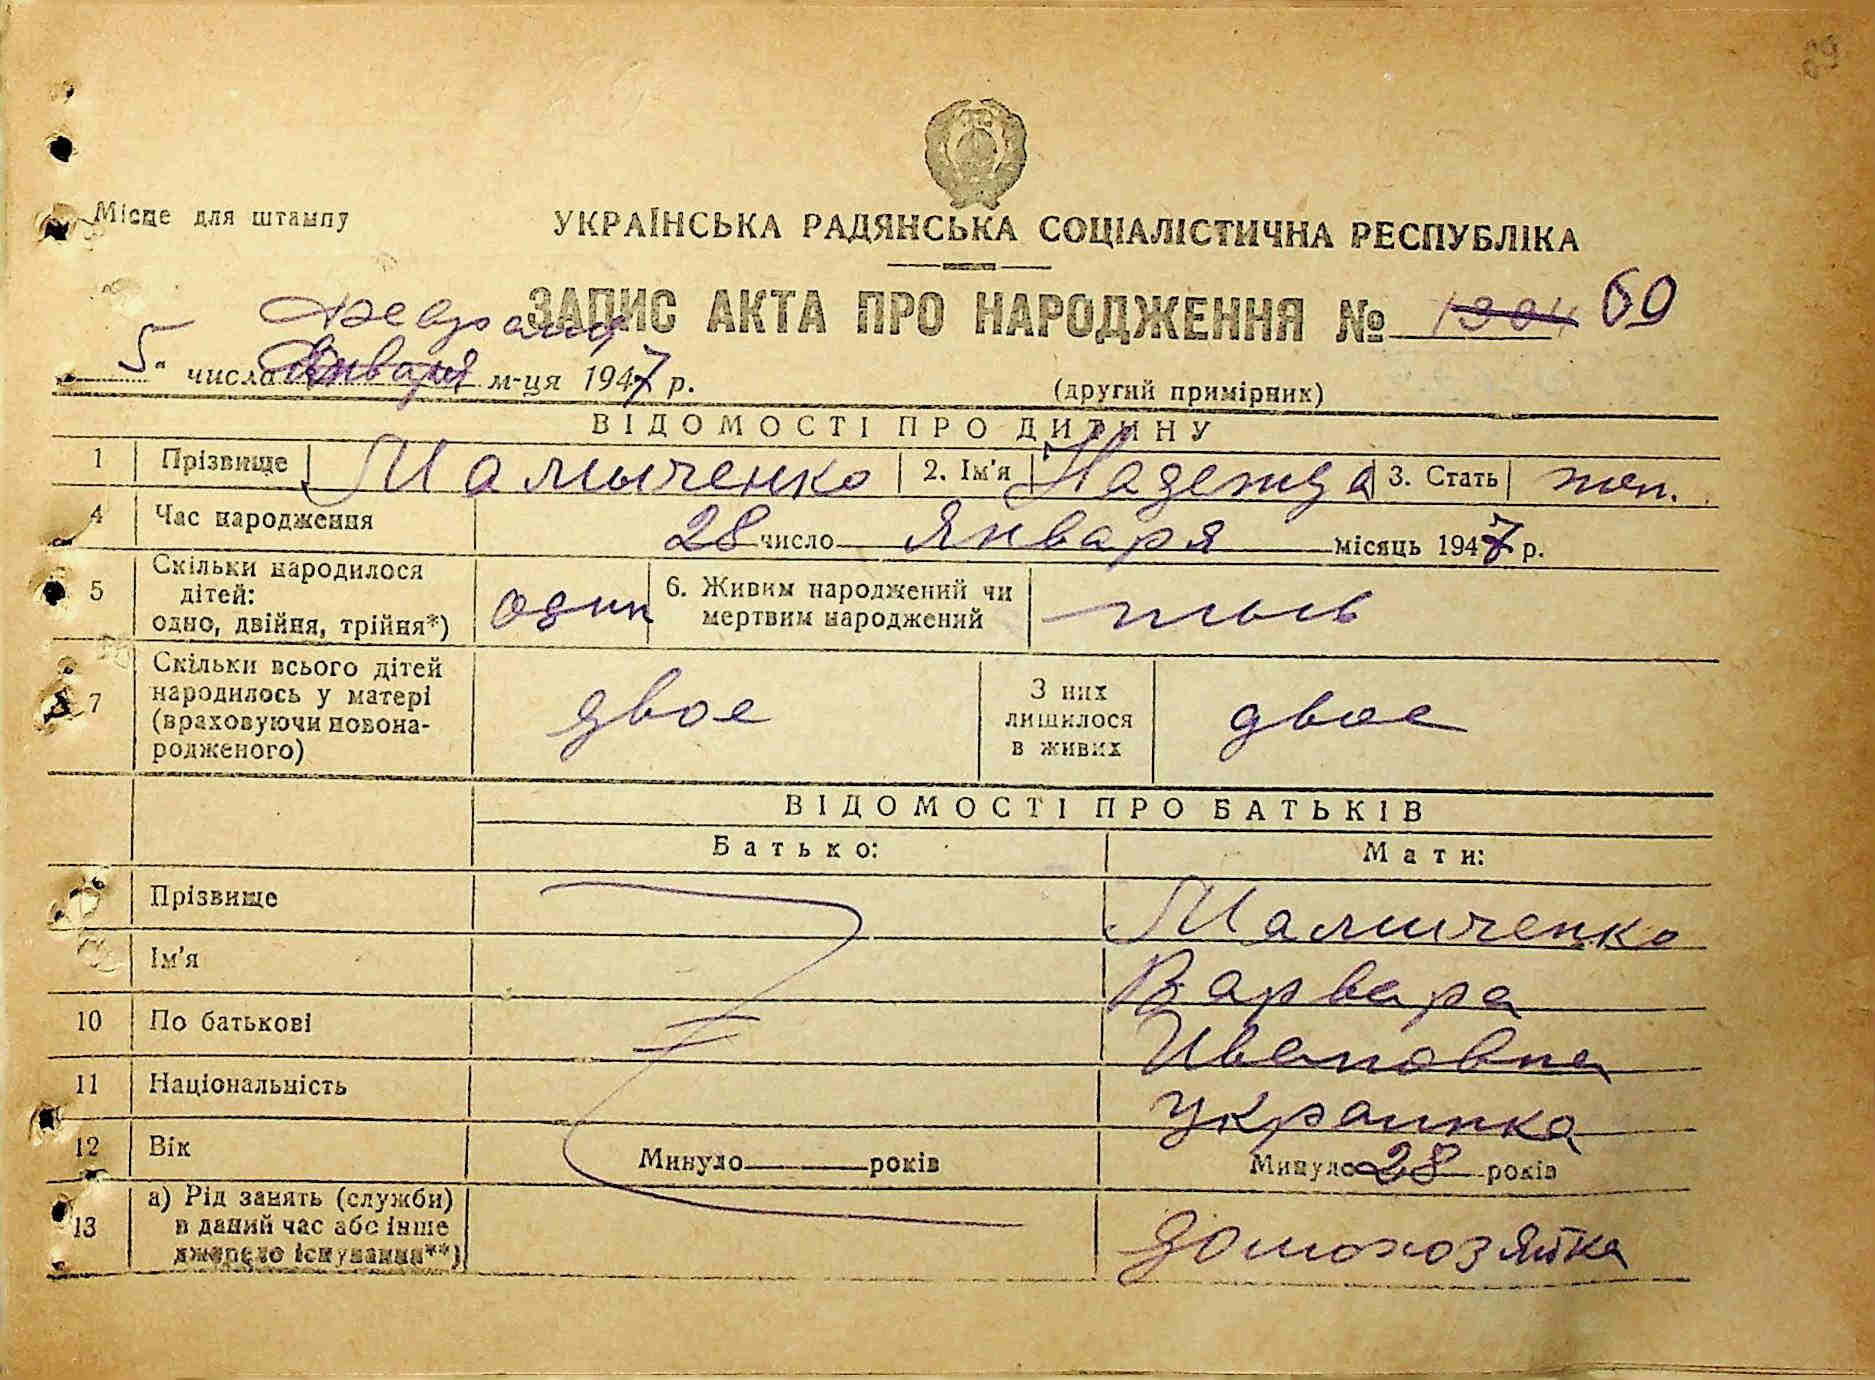 69
Місце для штампу
УКРАЇНСЬКА РАДЯНСЬКА СОЦІАЛІСТИЧНА РЕСПУБЛІКА
ЗАПИС АКТА ПРО НАРОДЖЕННЯ № 1304 69
февраля
5 " числа января м-ця 1947 р.
(другий примірник)
ВІДОМОСТІ ПРО ДИТИНУ
1 Прізвище Малыченко 2. Ім'я Надежда 3. Стать жен.
4 Час народження 28 число Января місяць 1947 р.
5 Скільки народилося дітей: одно, двійня, трійня*) один 6. Живим народжений чи мертвим народжений
7 Скільки всього дітей народилось у матері (враховуючи новонародженого) двое З них лишилося в живих двое
ВІДОМОСТІ ПРО БАТЬКІВ
Батько: Мати:
Прізвище Малыченко
Ім'я Варвара
10 По батькові Ивановна
11 Національність украинка
12 Вік Минуло років Минуло 28 років
13 а) Рід занять (служби) в даний час або інше джерело існування**) домохозяйка